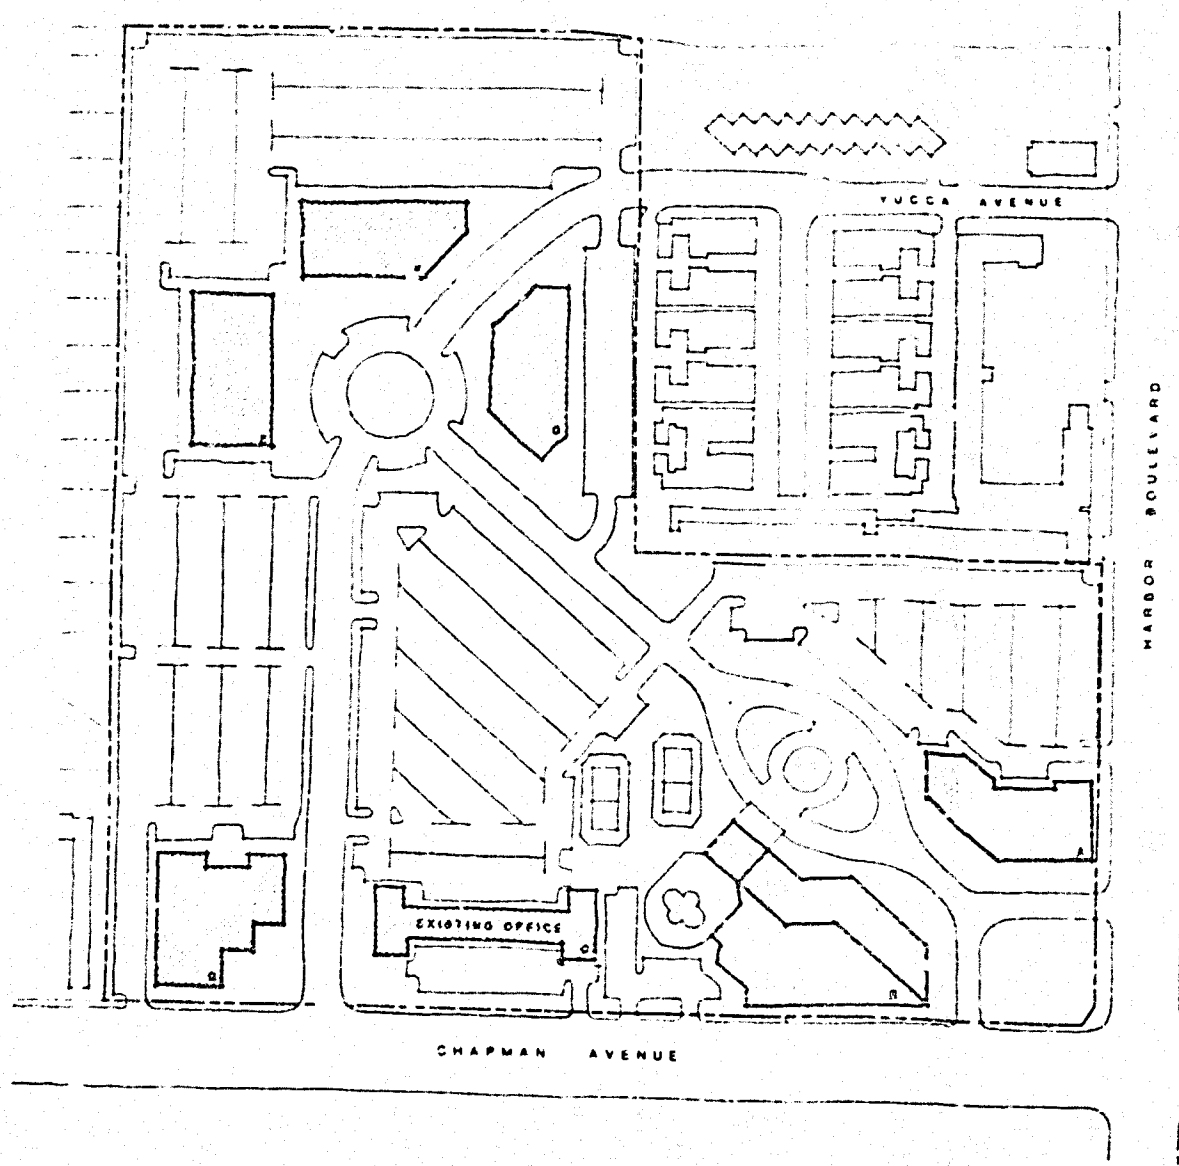 YUCCA AVENUE
HARBOR BOULEVARD
F
G
A
EXISTING OFFICE
C
D
B
CHAPMAN AVENUE